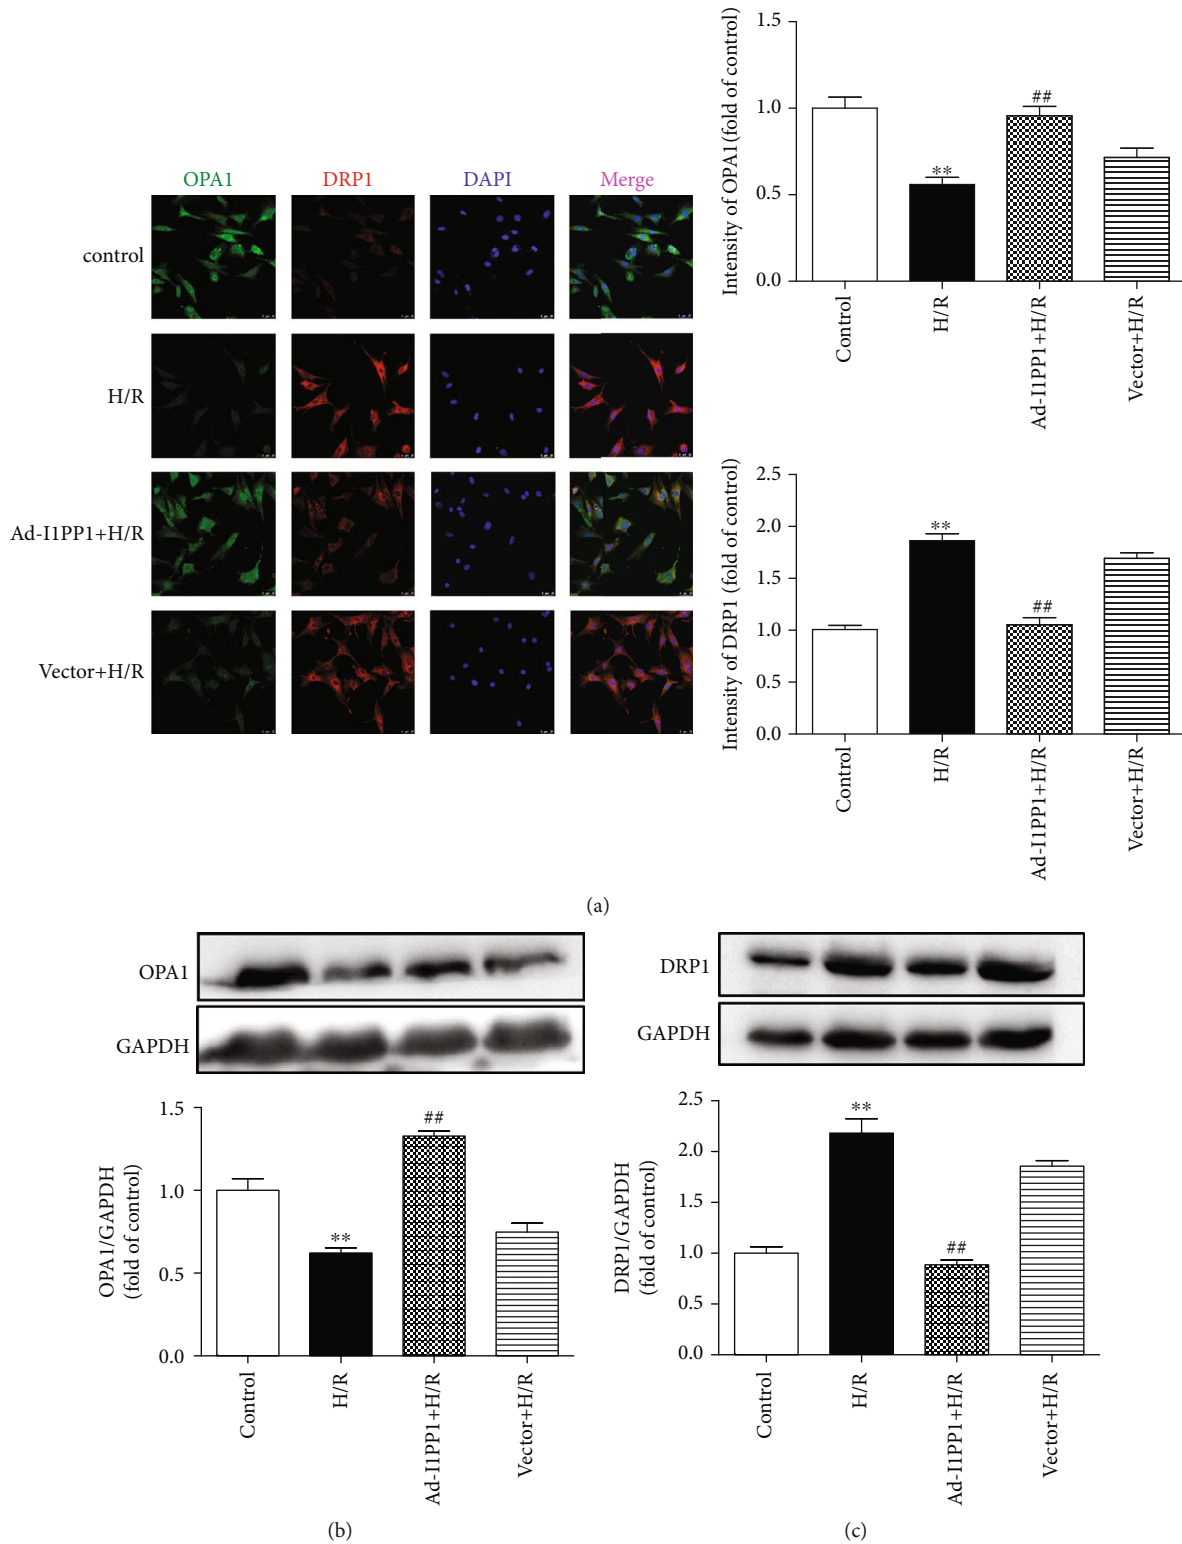 OPA1 DRP1 DAPI Merge
control
H/R
Ad-I1PP1+H/R
Vector+H/R
Intensity of OPA1 (fold of control)
1.5
1.0
0.5
0.0
**
##
Control
H/R
Ad-I1PP1+H/R
Vector+H/R
Intensity of DRP1 (fold of control)
2.5
2.0
1.5
1.0
0.5
0.0
**
##
Control
H/R
Ad-I1PP1+H/R
Vector+H/R
(a)
OPA1
GAPDH
OPA1/GAPDH
(fold of control)
1.5
1.0
0.5
0.0
**
##
Control
H/R
Ad-I1PP1+H/R
Vector+H/R
(b)
DRP1
GAPDH
DRP1/GAPDH
(fold of control)
2.5
2.0
1.5
1.0
0.5
0.0
**
##
Control
H/R
Ad-I1PP1+H/R
Vector+H/R
(c)